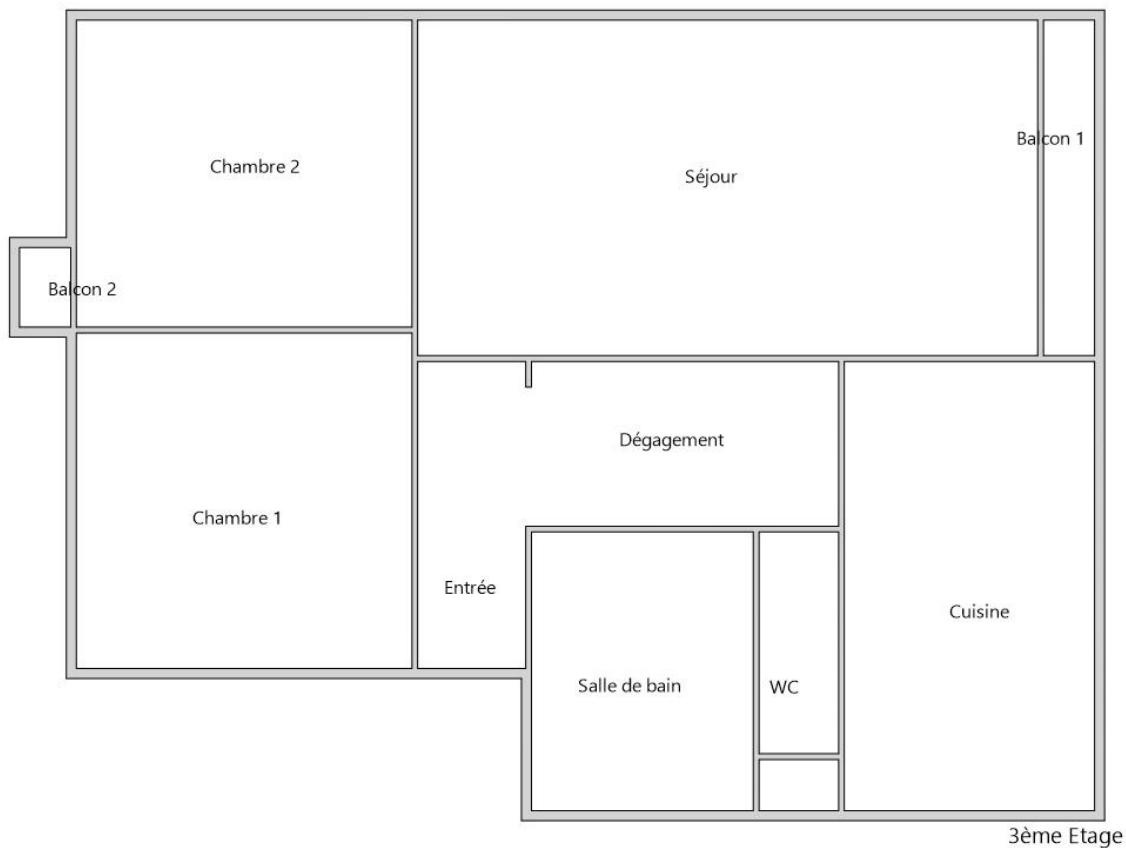 Balcon 1
Chambre 2
Séjour
Balcon 2
Dégagement
Chambre 1
Entrée
Cuisine
Salle de bain
WC
3ème Etage